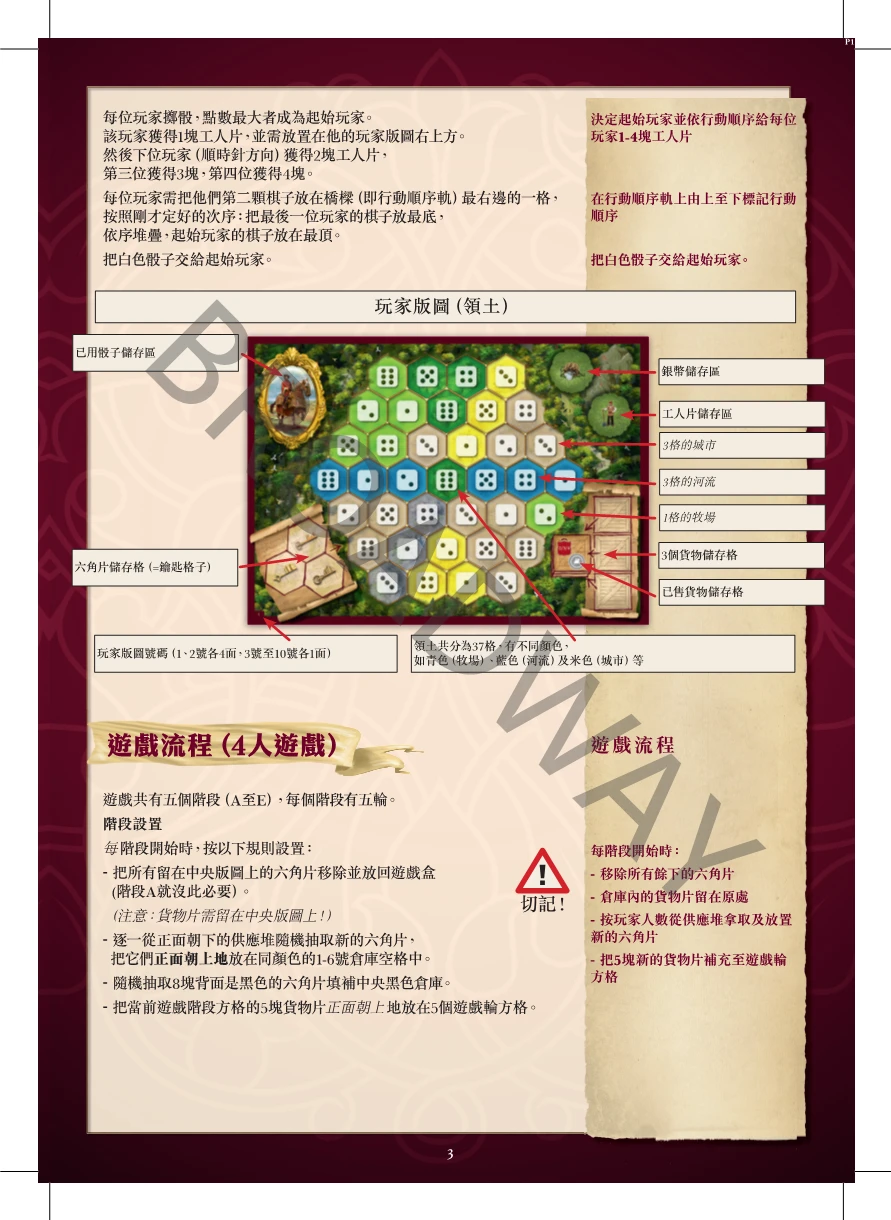 P1
每位玩家擲骰，點數最大者成為起始玩家。
該玩家獲得1塊工人片，並需放置在他的玩家版圖右上方。
然後下位玩家（順時針方向）獲得2塊工人片，
第三位獲得3塊，第四位獲得4塊。
決定起始玩家並依行動順序給每位
玩家1-4塊工人片
每位玩家需把他們第二顆棋子放在橋樑（即行動順序軌）最右邊的一格，
按照剛才定好的次序：把最後一位玩家的棋子放最底，
依序堆疊，起始玩家的棋子放在最頂。
在行動順序軌上由上至下標記行動
順序
把白色骰子交給起始玩家。
把白色骰子交給起始玩家。
玩家版圖（領土）
已用骰子儲存區
銀幣儲存區
工人片儲存區
3格的城市
3格的河流
1格的牧場
3個貨物儲存格
已售貨物儲存格
六角片儲存格（=鑰匙格子）
玩家版圖號碼（1、2號各4面，3號至10號各1面）
領土共分為37格，有不同顏色，
如青色（牧場）、藍色（河流）及米色（城市）等
BROADWAY
遊戲流程（4人遊戲）
遊戲流程
遊戲共有五個階段（A至E），每個階段有五輪。
階段設置
每階段開始時，按以下規則設置：
- 把所有留在中央版圖上的六角片移除並放回遊戲盒
（階段A就沒此必要）。
（注意：貨物片需留在中央版圖上！）
- 逐一從正面朝下的供應堆隨機抽取新的六角片，
把它們正面朝上地放在同顏色的1-6號倉庫空格中。
- 隨機抽取8塊背面是黑色的六角片填補中央黑色倉庫。
- 把當前遊戲階段方格的5塊貨物片正面朝上地放在5個遊戲輪方格。
!
切記！
每階段開始時：
- 移除所有餘下的六角片
- 倉庫內的貨物片留在原處
- 按玩家人數從供應堆拿取及放置
新的六角片
- 把5塊新的貨物片補充至遊戲輪
方格
3